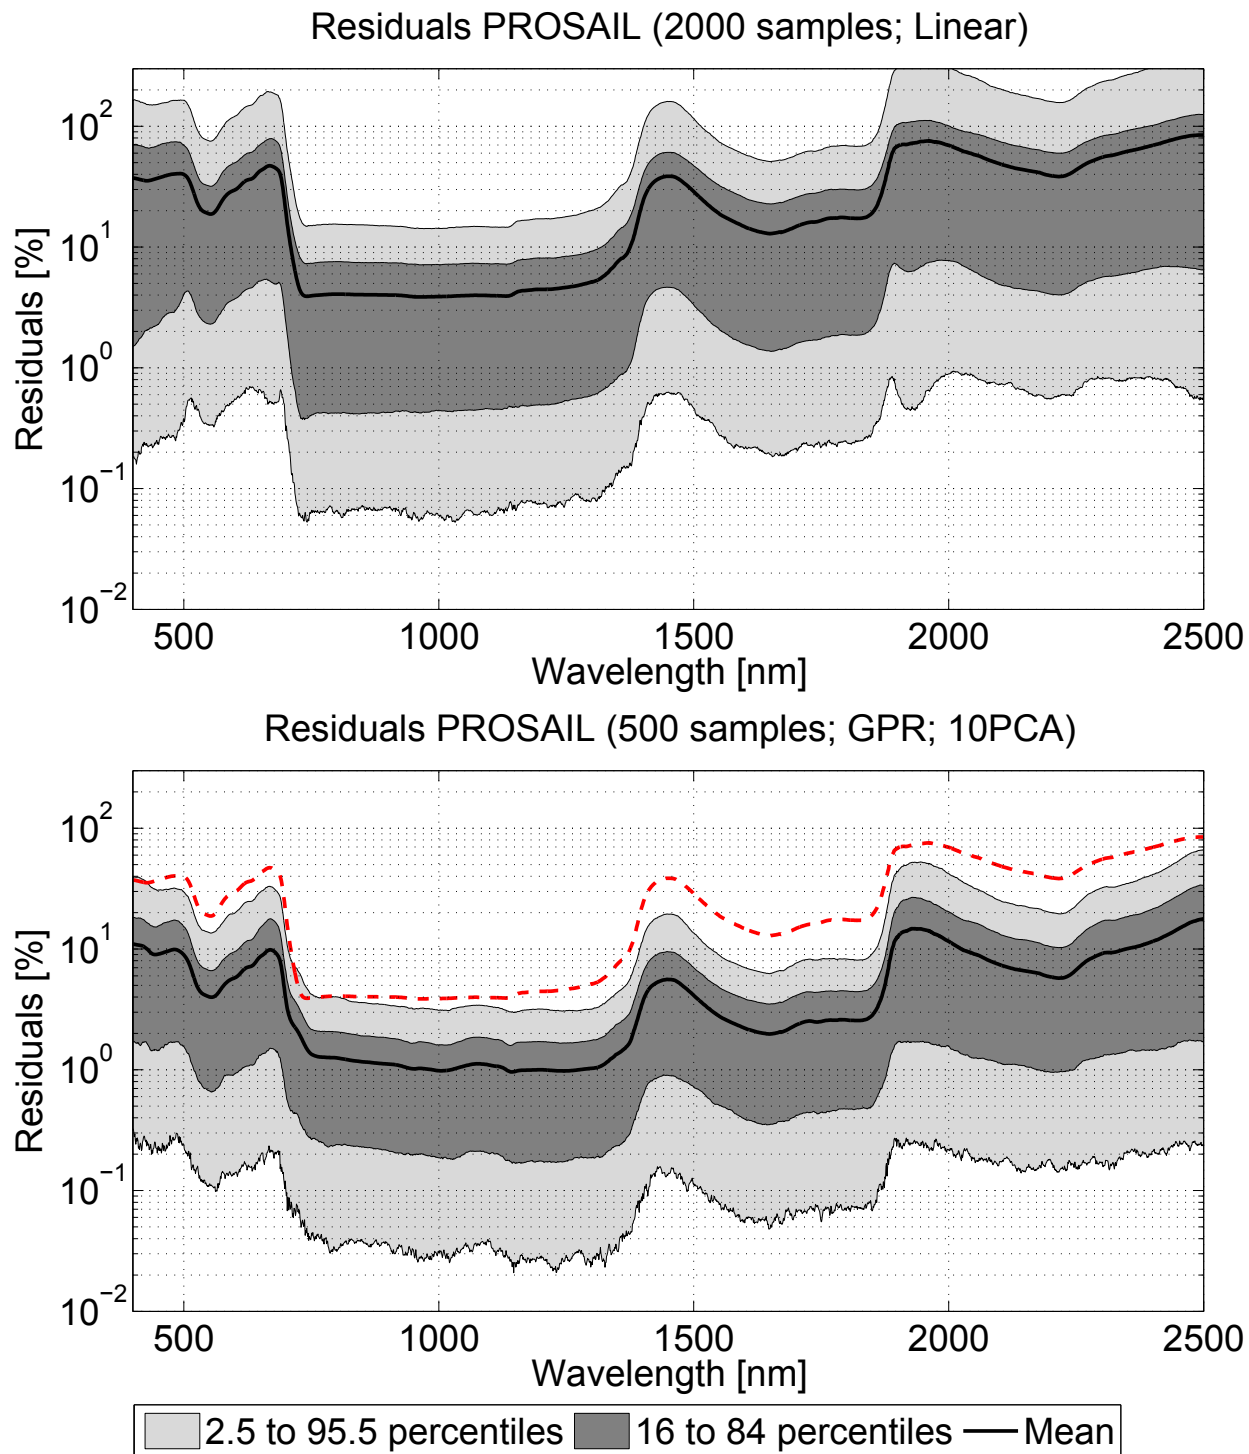 Residuals PROSAIL (2000 samples; Linear)
Residuals [%]
10^2
10^1
10^0
10^−1
10^−2
500 1000 1500 2000 2500
Wavelength [nm]
Residuals PROSAIL (500 samples; GPR; 10PCA)
Residuals [%]
10^2
10^1
10^0
10^−1
10^−2
500 1000 1500 2000 2500
Wavelength [nm]
2.5 to 95.5 percentiles 16 to 84 percentiles Mean